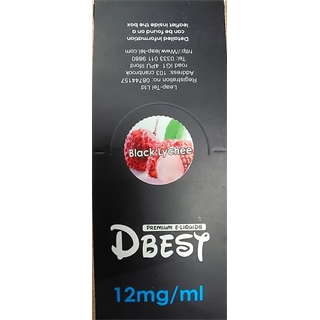 Leap-Tel Ltd
Registration no: 08744157
Address: 103 cranbrook
road IG1 4PU Ilford
Tel: 0333 011 9880
http://Www.leap-tel.com
Detailed information
can be found on a
leaflet inside the box
Black Lychee
PREMIUM E-LIQUIDS
DBEST
12mg/ml